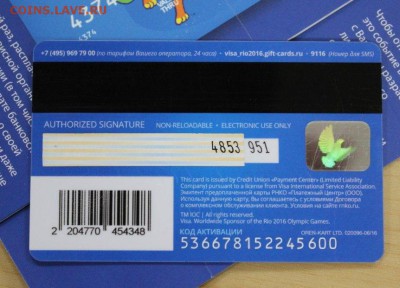 COINS.LAVE.RU
4374
+7 (495) 969 79 00 (по тарифам Вашего оператора, 24 часа) • visa_rio2016.gift-cards.ru • 9116 (Номер для SMS)
AUTHORIZED SIGNATURE NON-RELOADABLE • ELECTRONIC USE ONLY
4853 951
This card is issued by Credit Union «Payment Center» (Limited Liability
Company) pursuant to a license from Visa International Service Association.
Эмитент предоплаченной карты РНКО «Платежный Центр» (ООО).
Используя данную карту, Вы соглашаетесь с условиями Договора
о комплексном обслуживании клиента. Узнать больше rnko.ru.
TM IOC | All rights reserved.
Visa. Worldwide Sponsor of the Rio 2016 Olympic Games.
КОД АКТИВАЦИИ OPEN-KART LTD.
536678152245600
2 204770 454348